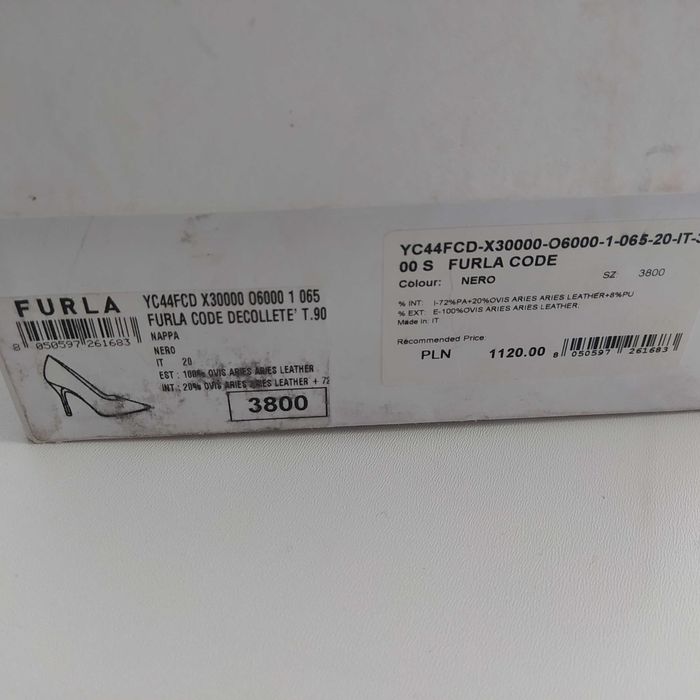 FURLA
8 050597 261683
YC44FCD X30000 O6000 1 065
FURLA CODE DECOLLETE' T.90
NAPPA
NERO
IT 20
EST : 100% OVIS ARIES ARIES LEATHER
INT : 20% OVIS ARIES ARIES LEATHER + 72
3800
YC44FCD-X30000-O6000-1-065-20-IT-3
00 S FURLA CODE
Colour: NERO SZ: 3800
% INT: I-72%PA+20%OVIS ARIES ARIES LEATHER+8%PU
% EXT: E-100%OVIS ARIES ARIES LEATHER.
Made in: IT
Recommended Price:
PLN 1120.00
8 050597 261683